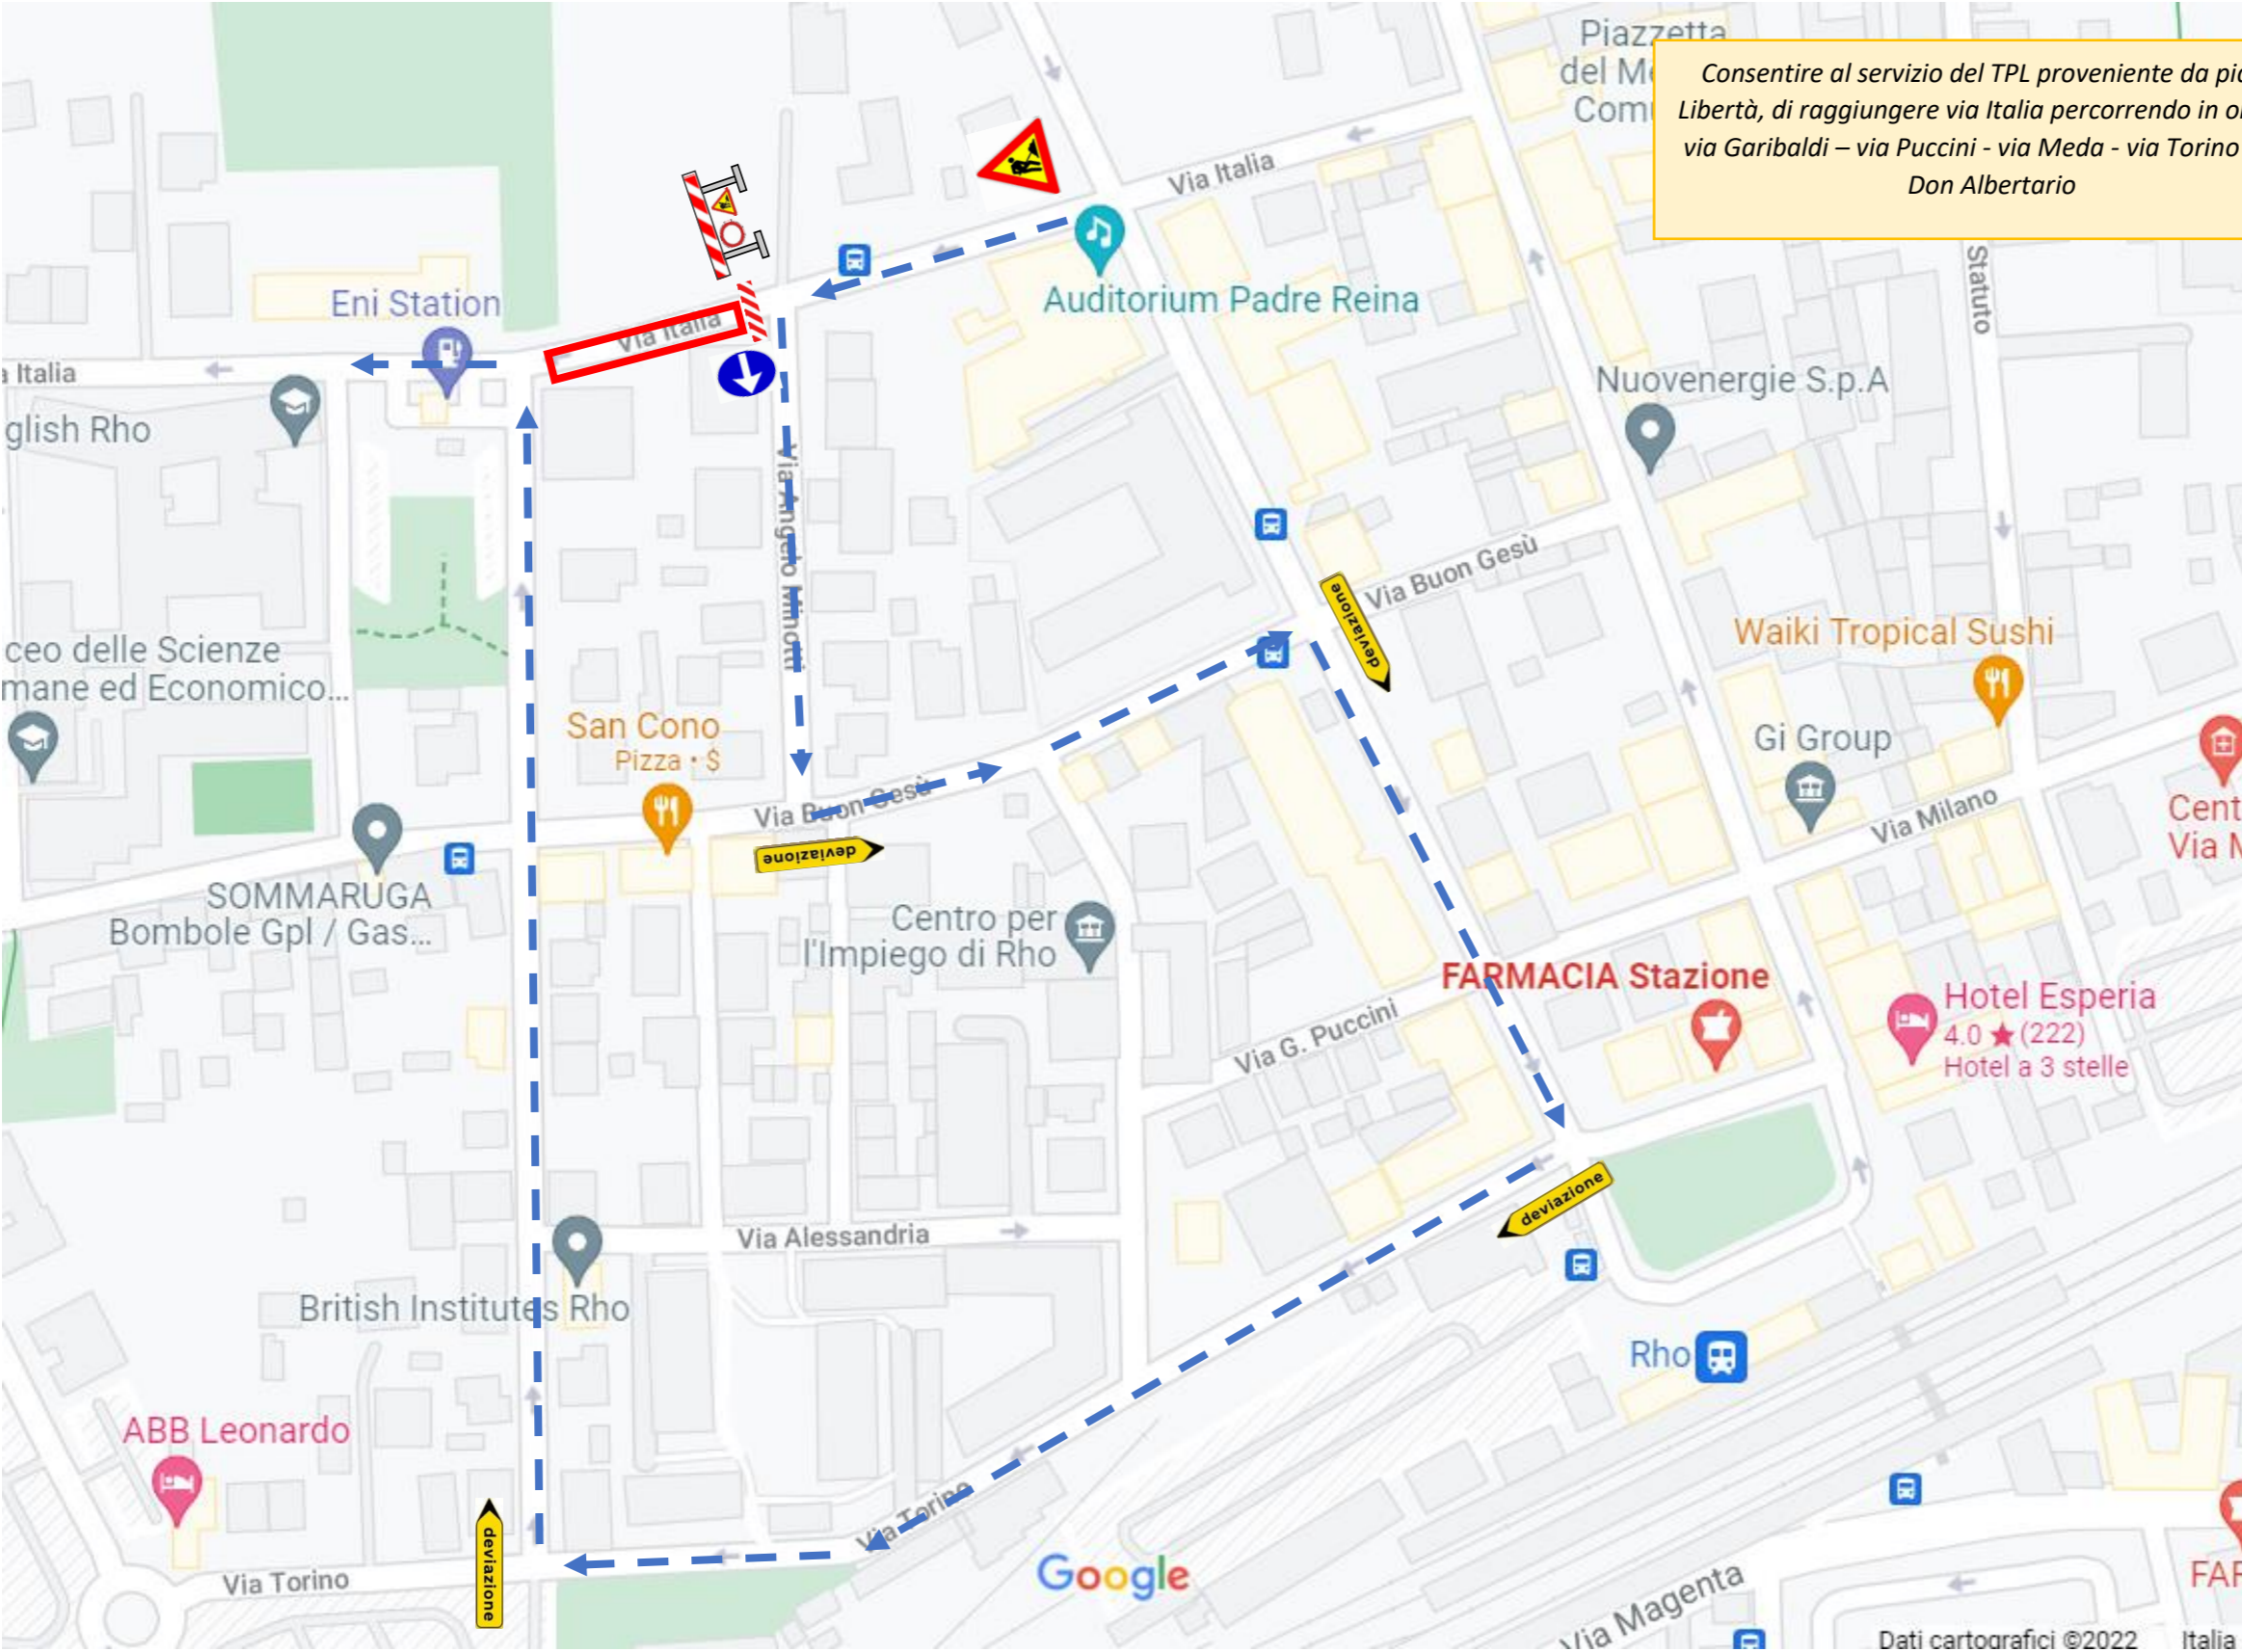 Piazzetta
del
Consentire al servizio del TPL proveniente da
Libertà, di raggiungere via Italia percorrendo in
via Garibaldi – via Puccini - via Meda - via Torino
Don Albertario
Via Italia
Statuto
Auditorium Padre Reina
Eni Station
Via Italia
Italia
Nuovenergie S.p.A
glish Rho
Via Angelo Minotti
Via Buon Gesù
deviazione
Waiki Tropical Sushi
ceo delle Scienze
mane ed Economico...
San Cono
Pizza • $
Gi Group
Via Milano
Via Buon Gesù
deviazione
Cent
Via
SOMMARUGA
Bombole Gpl / Gas...
Centro per
l'Impiego di Rho
FARMACIA Stazione
Hotel Esperia
4.0 ★ (222)
Hotel a 3 stelle
Via G. Puccini
deviazione
Via Alessandria
British Institutes Rho
Rho
ABB Leonardo
Via Torino
deviazione
Via Torino
Google
Via Magenta
FAR
Dati cartografici ©2022 Italia